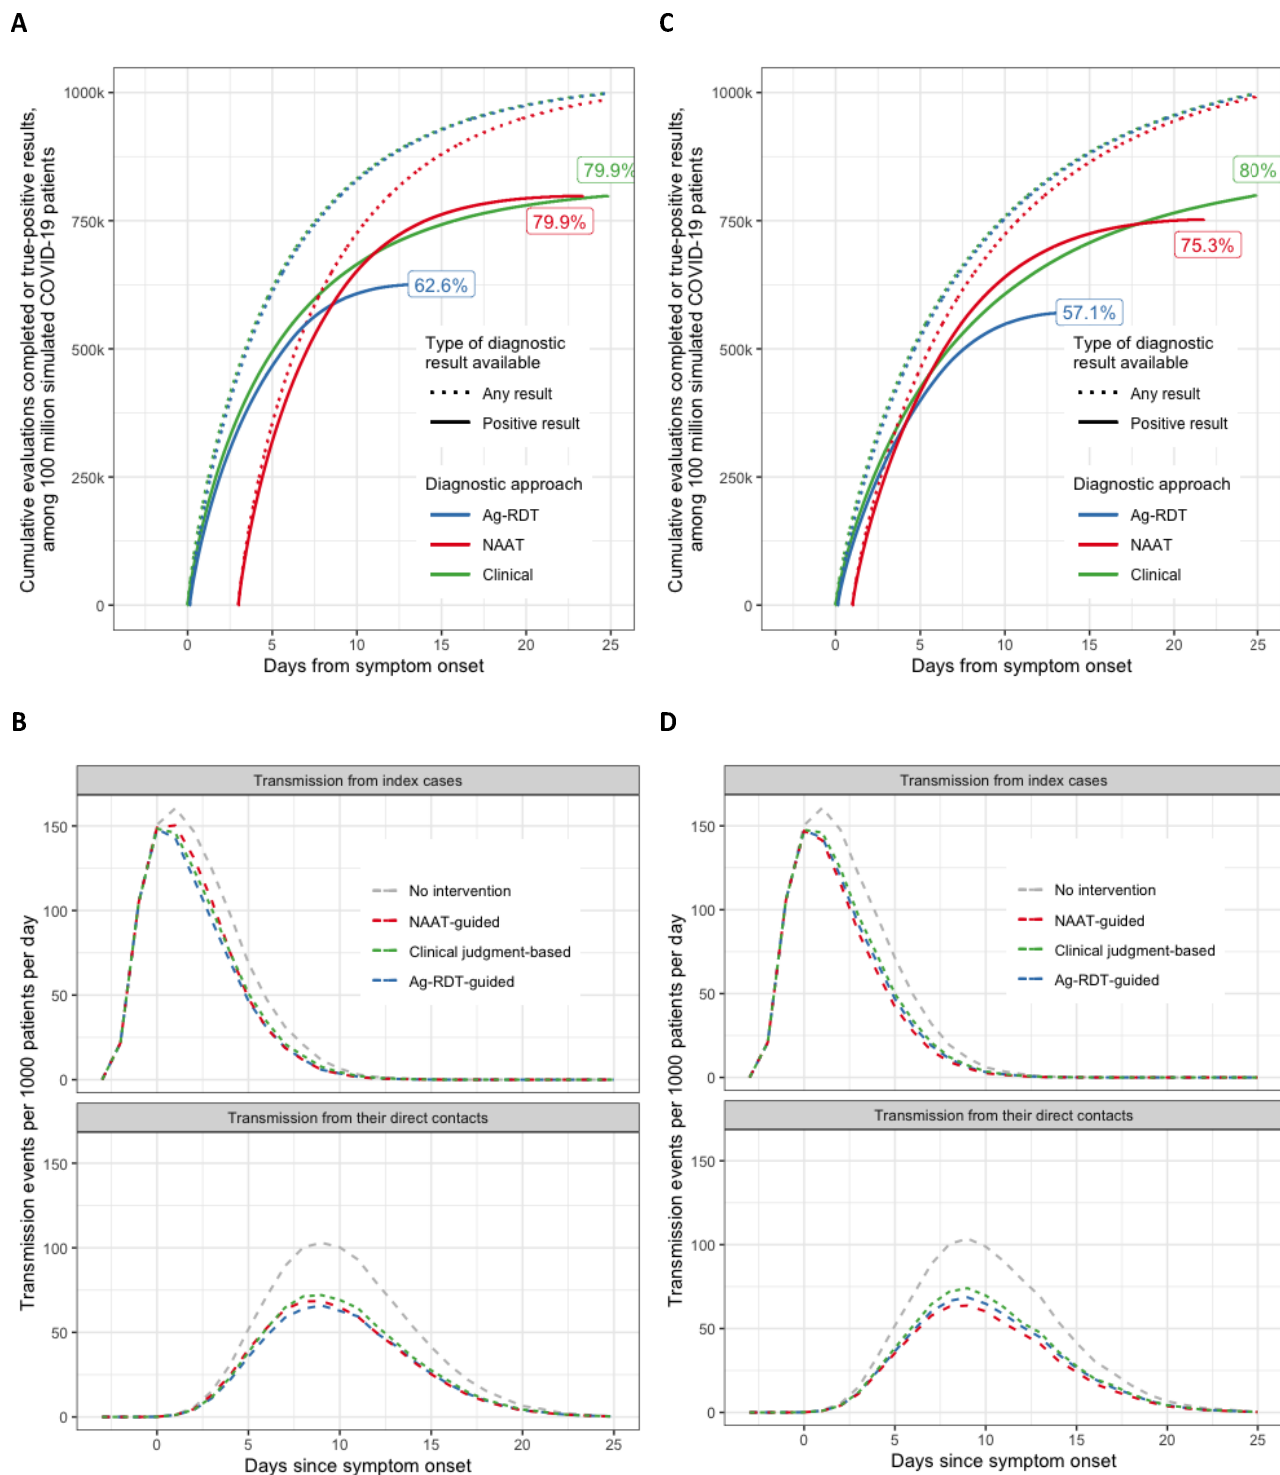 A
Cumulative evaluations completed or true-positive results,
among 100 million simulated COVID-19 patients
1000k
750k
500k
250k
0
79.9%
79.9%
62.6%
Type of diagnostic
result available
Any result
Positive result
Diagnostic approach
Ag-RDT
NAAT
Clinical
0 5 10 15 20 25
Days from symptom onset
C
Cumulative evaluations completed or true-positive results,
among 100 million simulated COVID-19 patients
1000k
750k
500k
250k
0
80%
75.3%
57.1%
Type of diagnostic
result available
Any result
Positive result
Diagnostic approach
Ag-RDT
NAAT
Clinical
0 5 10 15 20 25
Days from symptom onset
B
Transmission events per 1000 patients per day
Transmission from index cases
150
100
50
0
No intervention
NAAT-guided
Clinical judgment-based
Ag-RDT-guided
Transmission from their direct contacts
150
100
50
0
0 5 10 15 20 25
Days since symptom onset
D
Transmission events per 1000 patients per day
Transmission from index cases
150
100
50
0
No intervention
NAAT-guided
Clinical judgment-based
Ag-RDT-guided
Transmission from their direct contacts
150
100
50
0
0 5 10 15 20 25
Days since symptom onset